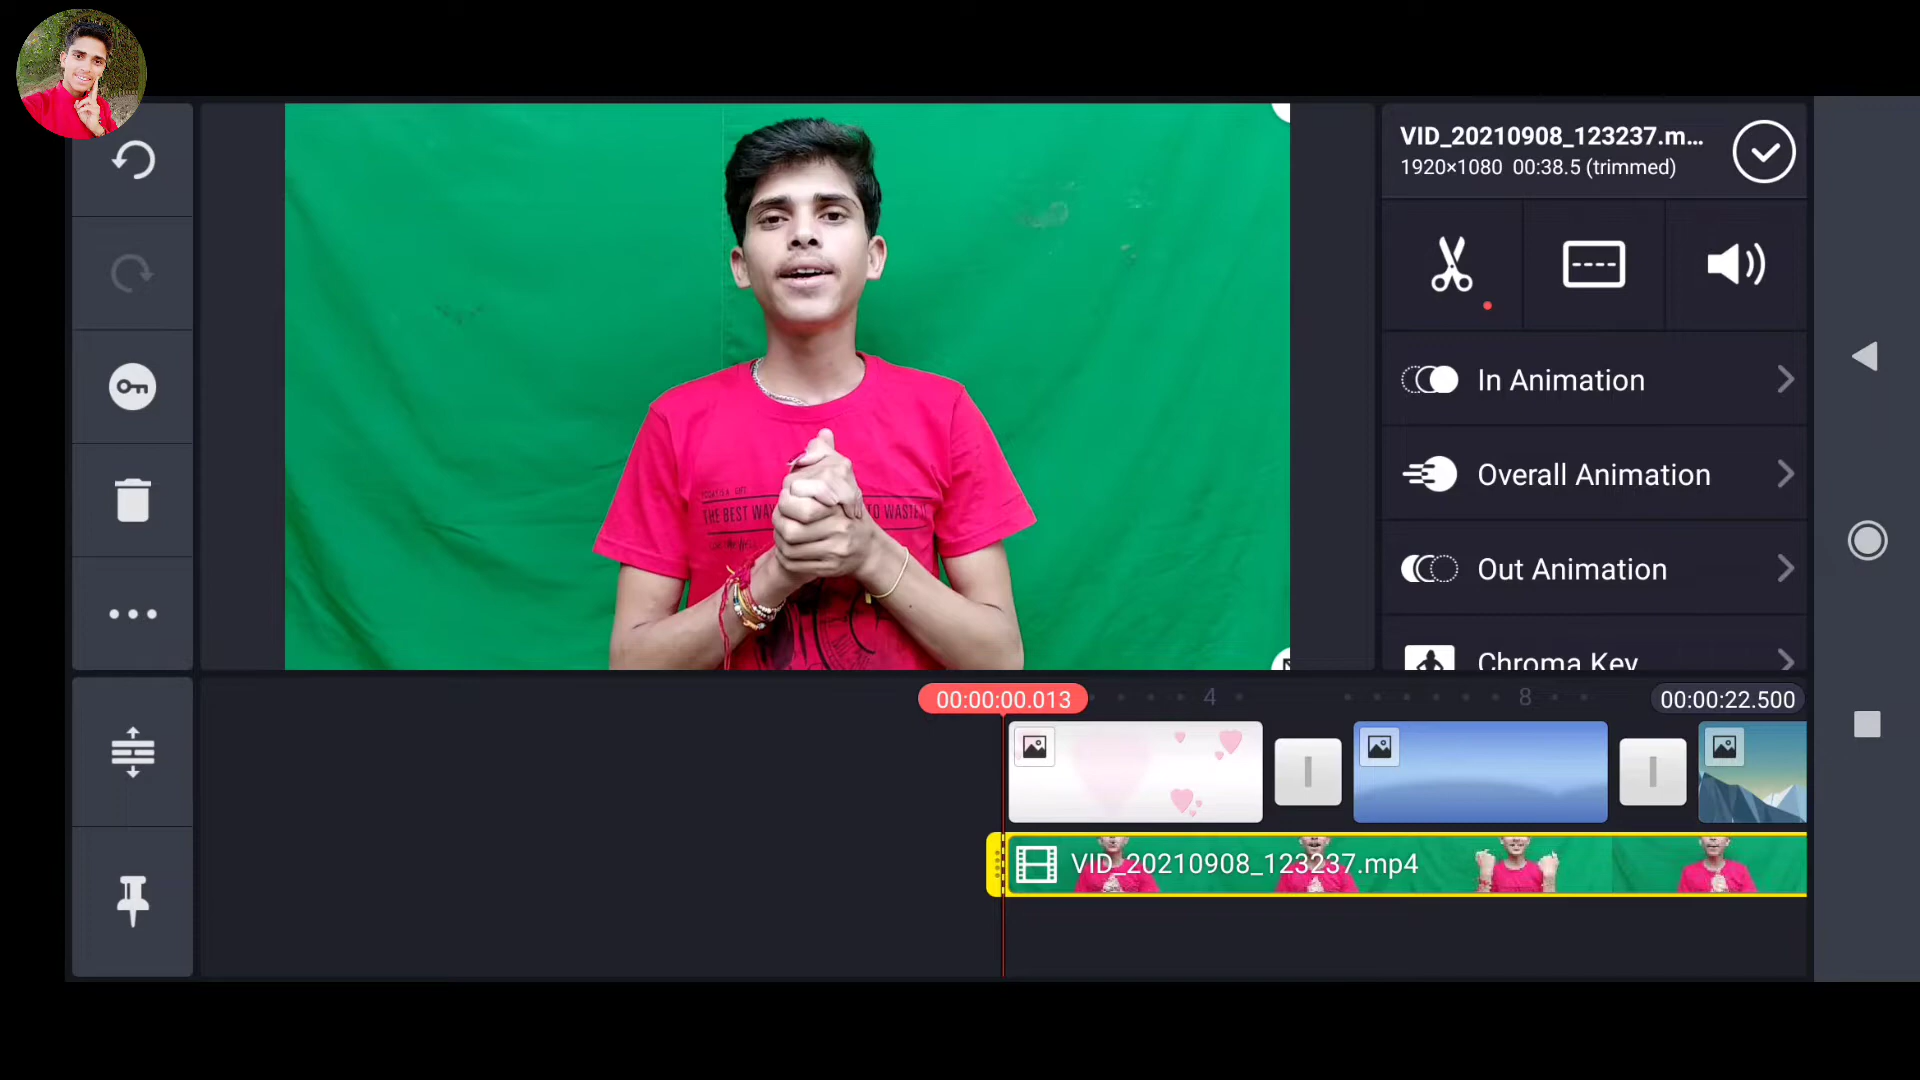 VID_20210908_123237.m...
1920×1080 00:38.5 (trimmed)
In Animation
Overall Animation
Out Animation
Chroma Key
THE BEST WA
TO WASTE
00:00:00.013
4
8
00:00:22.500
VID_20210908_123237.mp4